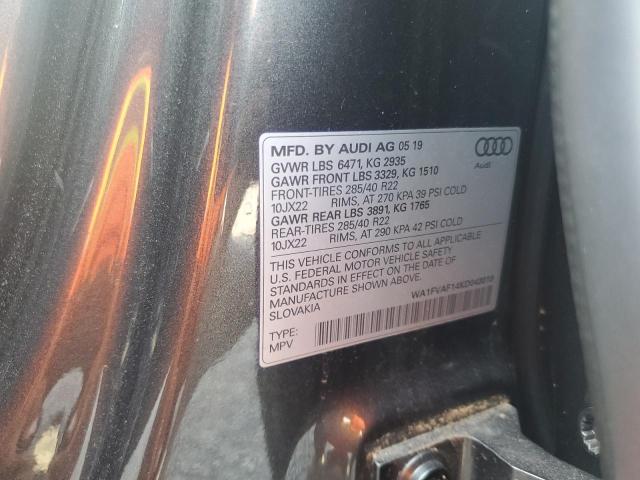 MFD. BY AUDI AG 05 19
GVWR LBS 6471, KG 2935
GAWR FRONT LBS 3329, KG 1510
FRONT-TIRES 285/40 R22
10JX22 RIMS, AT 270 KPA 39 PSI COLD
GAWR REAR LBS 3891, KG 1765
REAR-TIRES 285/40 R22
10JX22 RIMS, AT 290 KPA 42 PSI COLD
THIS VEHICLE CONFORMS TO ALL APPLICABLE
U.S. FEDERAL MOTOR VEHICLE SAFETY
STANDARDS IN EFFECT ON THE DATE OF
MANUFACTURE SHOWN ABOVE.
SLOVAKIA
Audi
WA1FVAF14KD043010
TYPE:
MPV